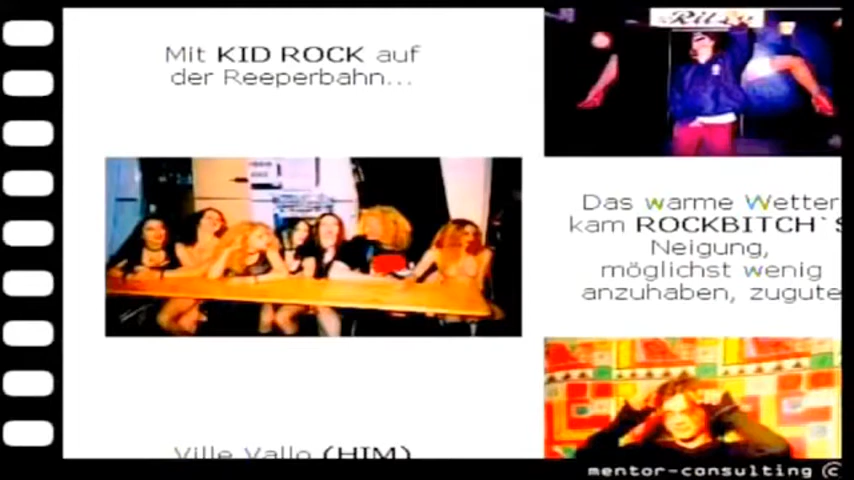 Mit KID ROCK auf
der Reeperbahn...
Das warme Wetter
kam ROCKBITCH`S
Neigung,
möglichst wenig
anzuhaben, zugute
Ville Vallo (HIM)
mentor-consulting ©